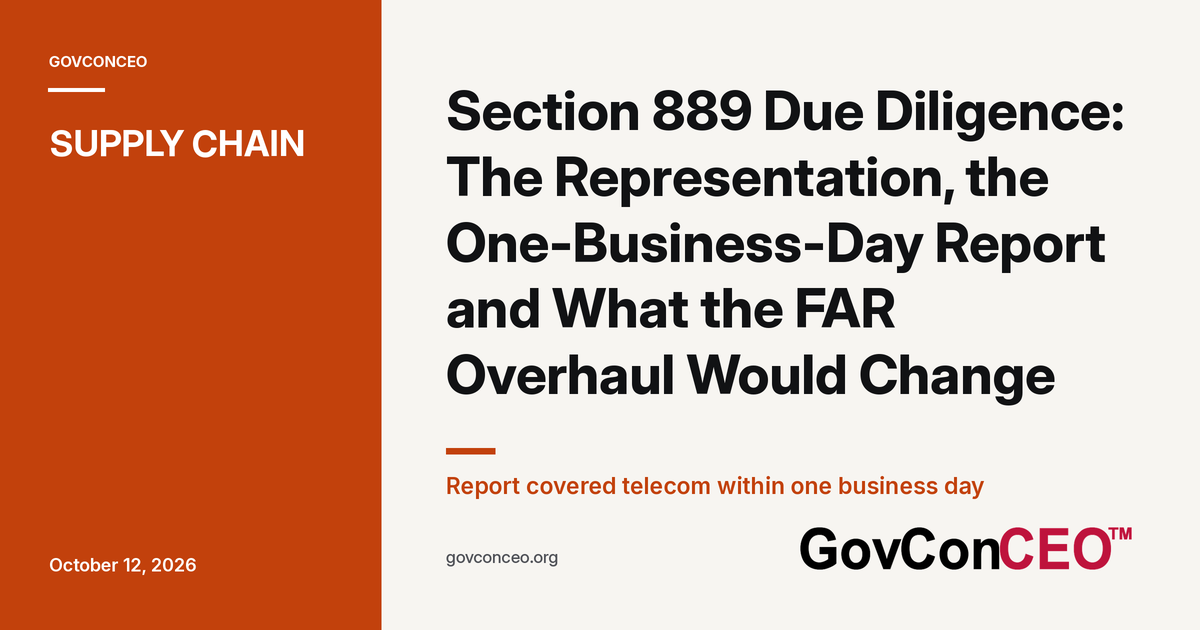 GOVCONCEO
SUPPLY CHAIN
October 12, 2026
Section 889 Due Diligence:
The Representation, the
One-Business-Day Report
and What the FAR
Overhaul Would Change
Report covered telecom within one business day
govconceo.org
GovConCEO™